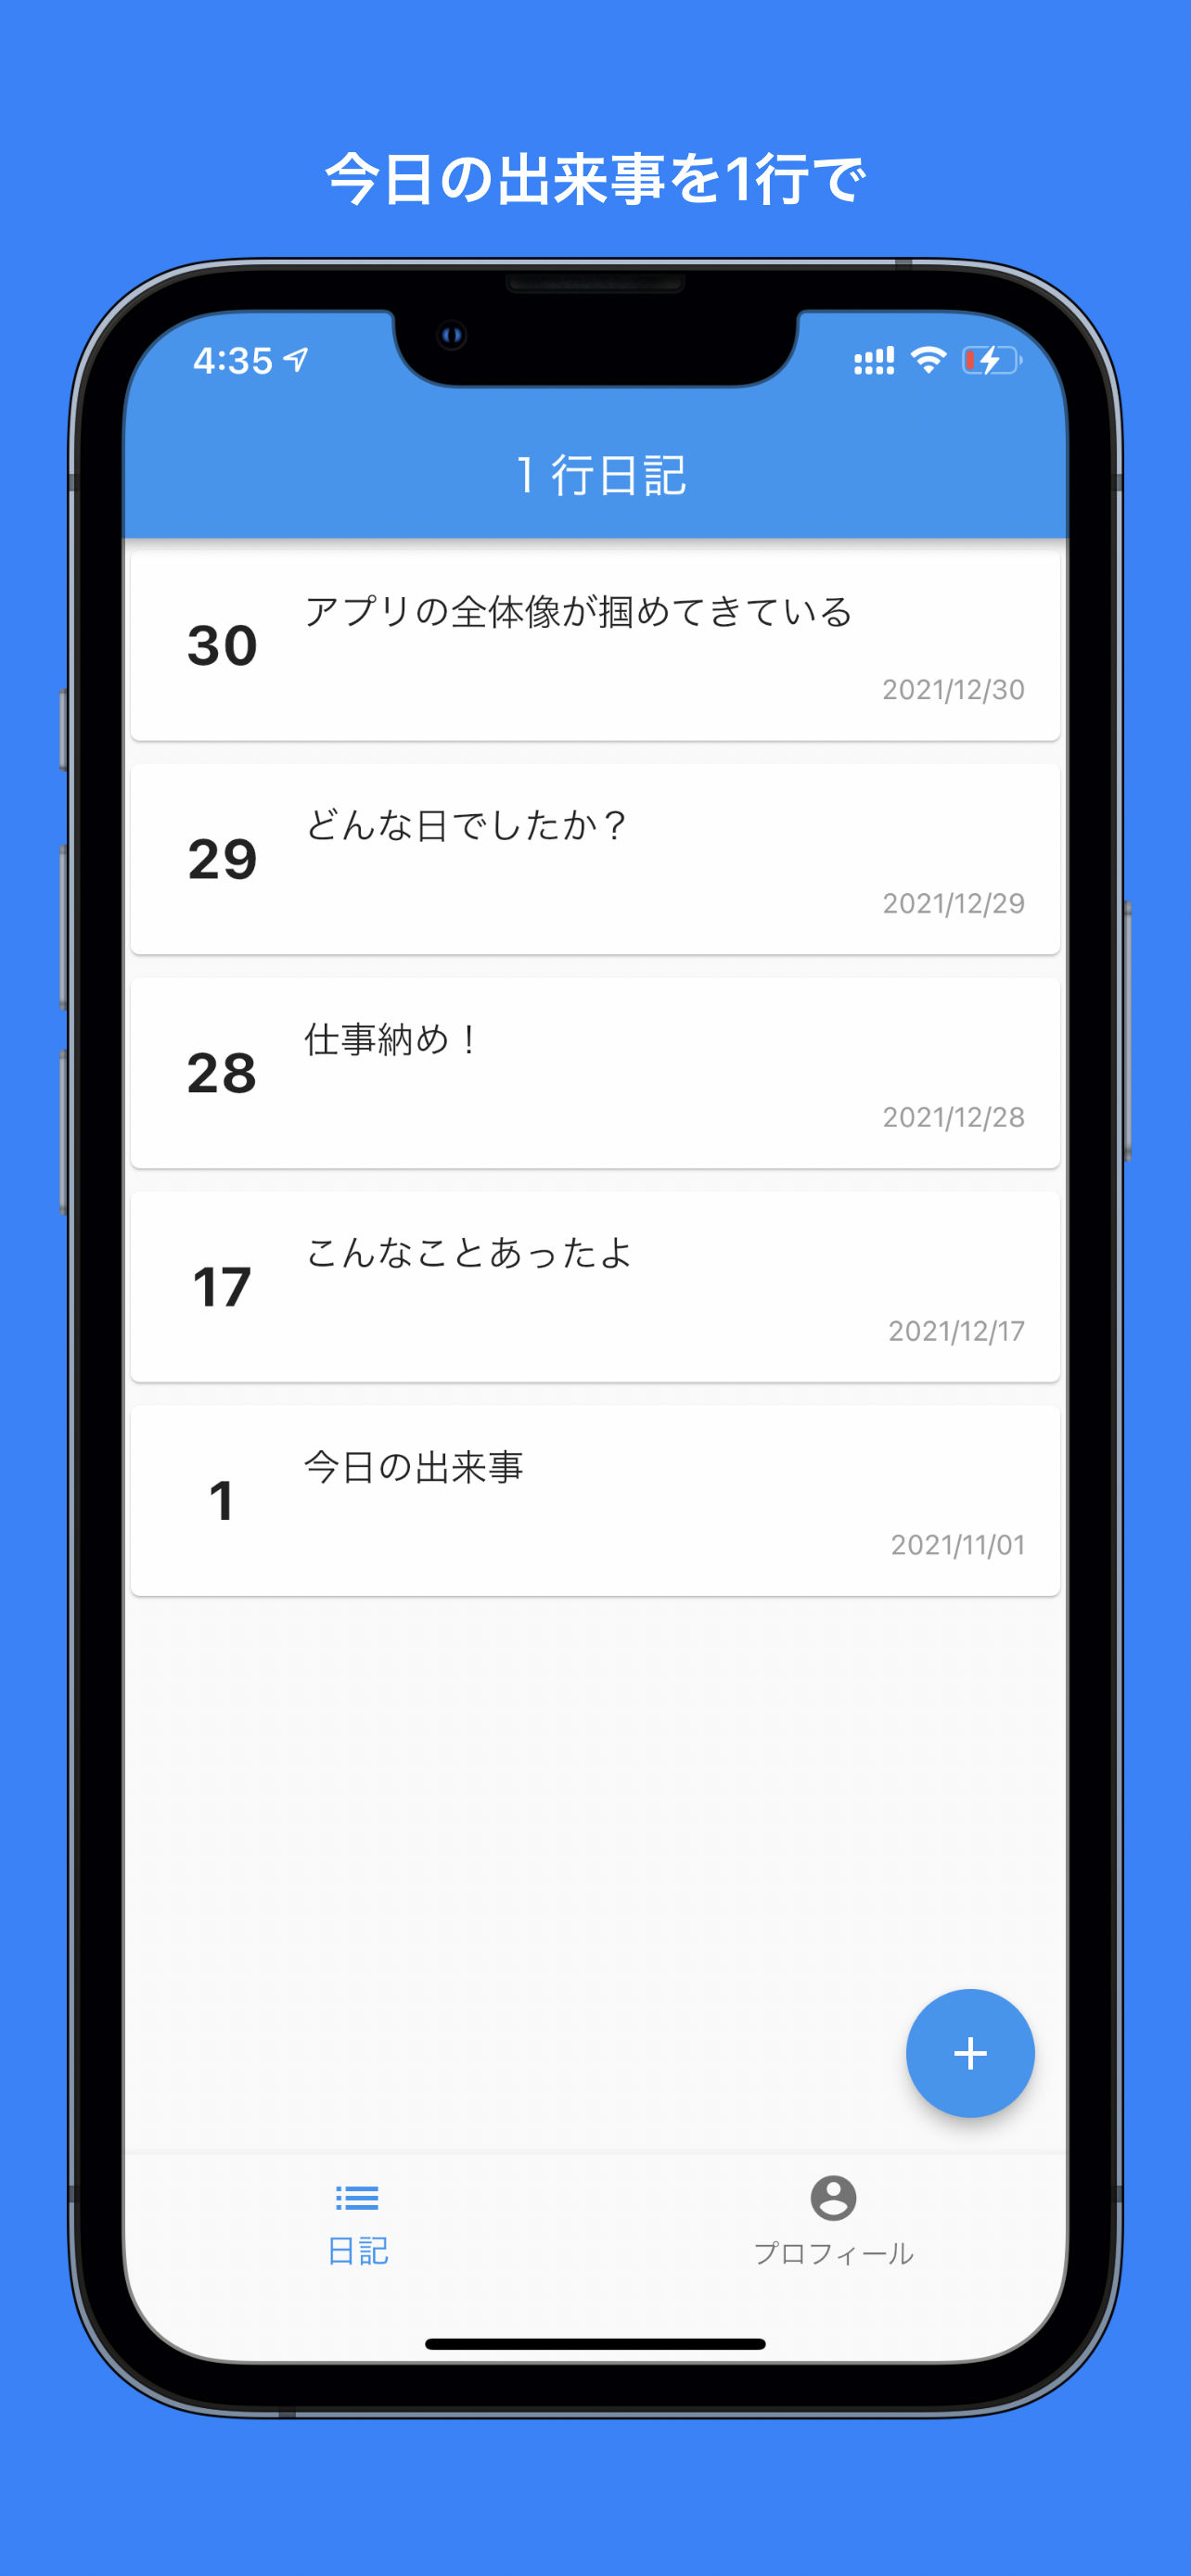 今日の出来事を1行で
4:35
1行日記
30
アプリの全体像が掴めてきている
2021/12/30
29
どんな日でしたか？
2021/12/29
28
仕事納め！
2021/12/28
17
こんなことあったよ
2021/12/17
1
今日の出来事
2021/11/01
+
日記
プロフィール